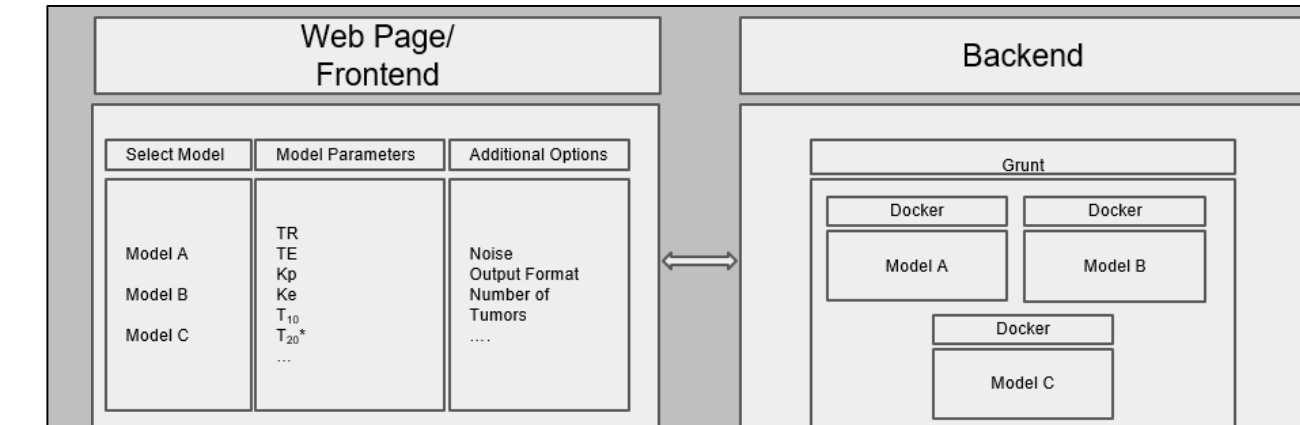 Web Page/
Frontend
Backend
Select Model
Model Parameters
Additional Options
Model A
Model B
Model C
TR
TE
Kp
Ke
T₁₀
T₂₀*
...
Noise
Output Format
Number of
Tumors
....
Grunt
Docker
Model A
Docker
Model B
Docker
Model C